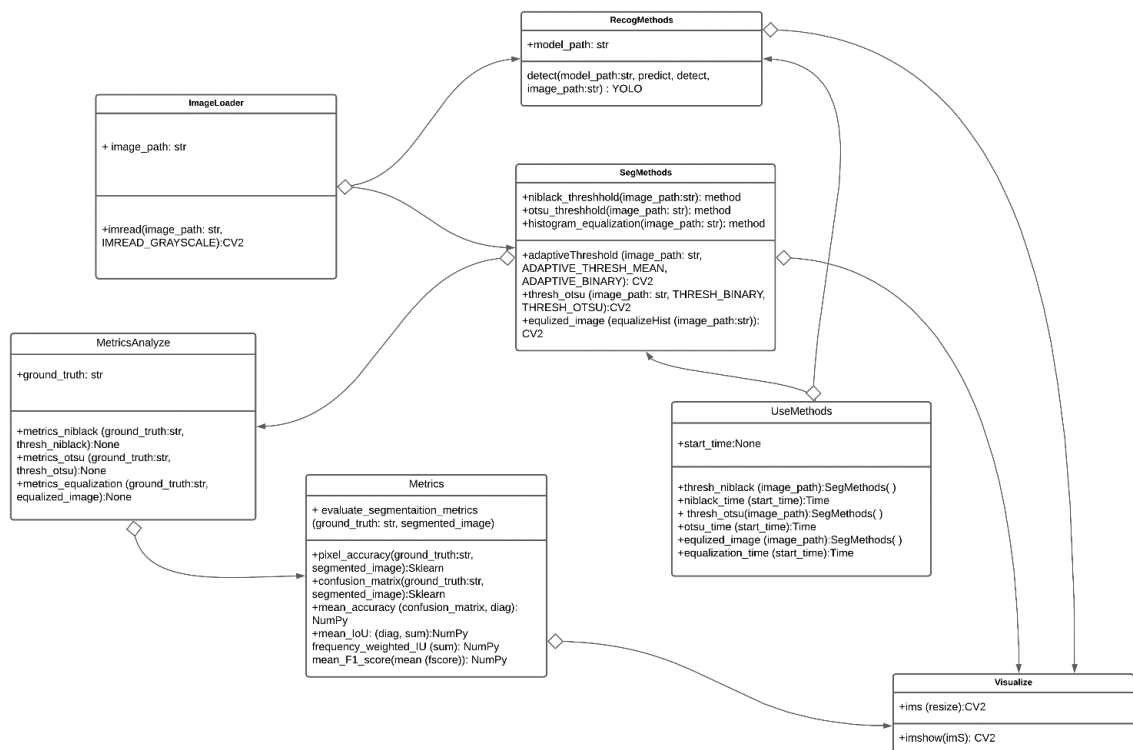 RecogMethods
+model_path: str
detect(model_path:str, predict, detect,
image_path:str) : YOLO
ImageLoader
+ image_path: str
+imread(image_path: str,
IMREAD_GRAYSCALE):CV2
SegMethods
+niblack_threshhold(image_path:str): method
+otsu_threshhold(image_path: str): method
+histogram_equalization(image_path: str): method
+adaptiveThreshold (image_path: str,
ADAPTIVE_THRESH_MEAN,
ADAPTIVE_BINARY): CV2
+thresh_otsu (image_path: str, THRESH_BINARY,
THRESH_OTSU):CV2
+equlized_image (equalizeHist (image_path:str)):
CV2
MetricsAnalyze
+ground_truth: str
+metrics_niblack (ground_truth:str,
thresh_niblack):None
+metrics_otsu (ground_truth:str,
thresh_otsu):None
+metrics_equalization (ground_truth:str,
equalized_image):None
UseMethods
+start_time:None
+thresh_niblack (image_path):SegMethods( )
+niblack_time (start_time):Time
+ thresh_otsu(image_path):SegMethods( )
+otsu_time (start_time):Time
+equlized_image (image_path):SegMethods( )
+equalization_time (start_time):Time
Metrics
+ evaluate_segmentaition_metrics
(ground_truth: str, segmented_image)
+pixel_accuracy(ground_truth:str,
segmented_image):Sklearn
+confusion_matrix(ground_truth:str,
segmented_image):Sklearn
+mean_accuracy (confusion_matrix, diag):
NumPy
+mean_IoU: (diag, sum):NumPy
frequency_weighted_IU (sum): NumPy
mean_F1_score(mean (fscore)): NumPy
Visualize
+ims (resize):CV2
+imshow(imS): CV2